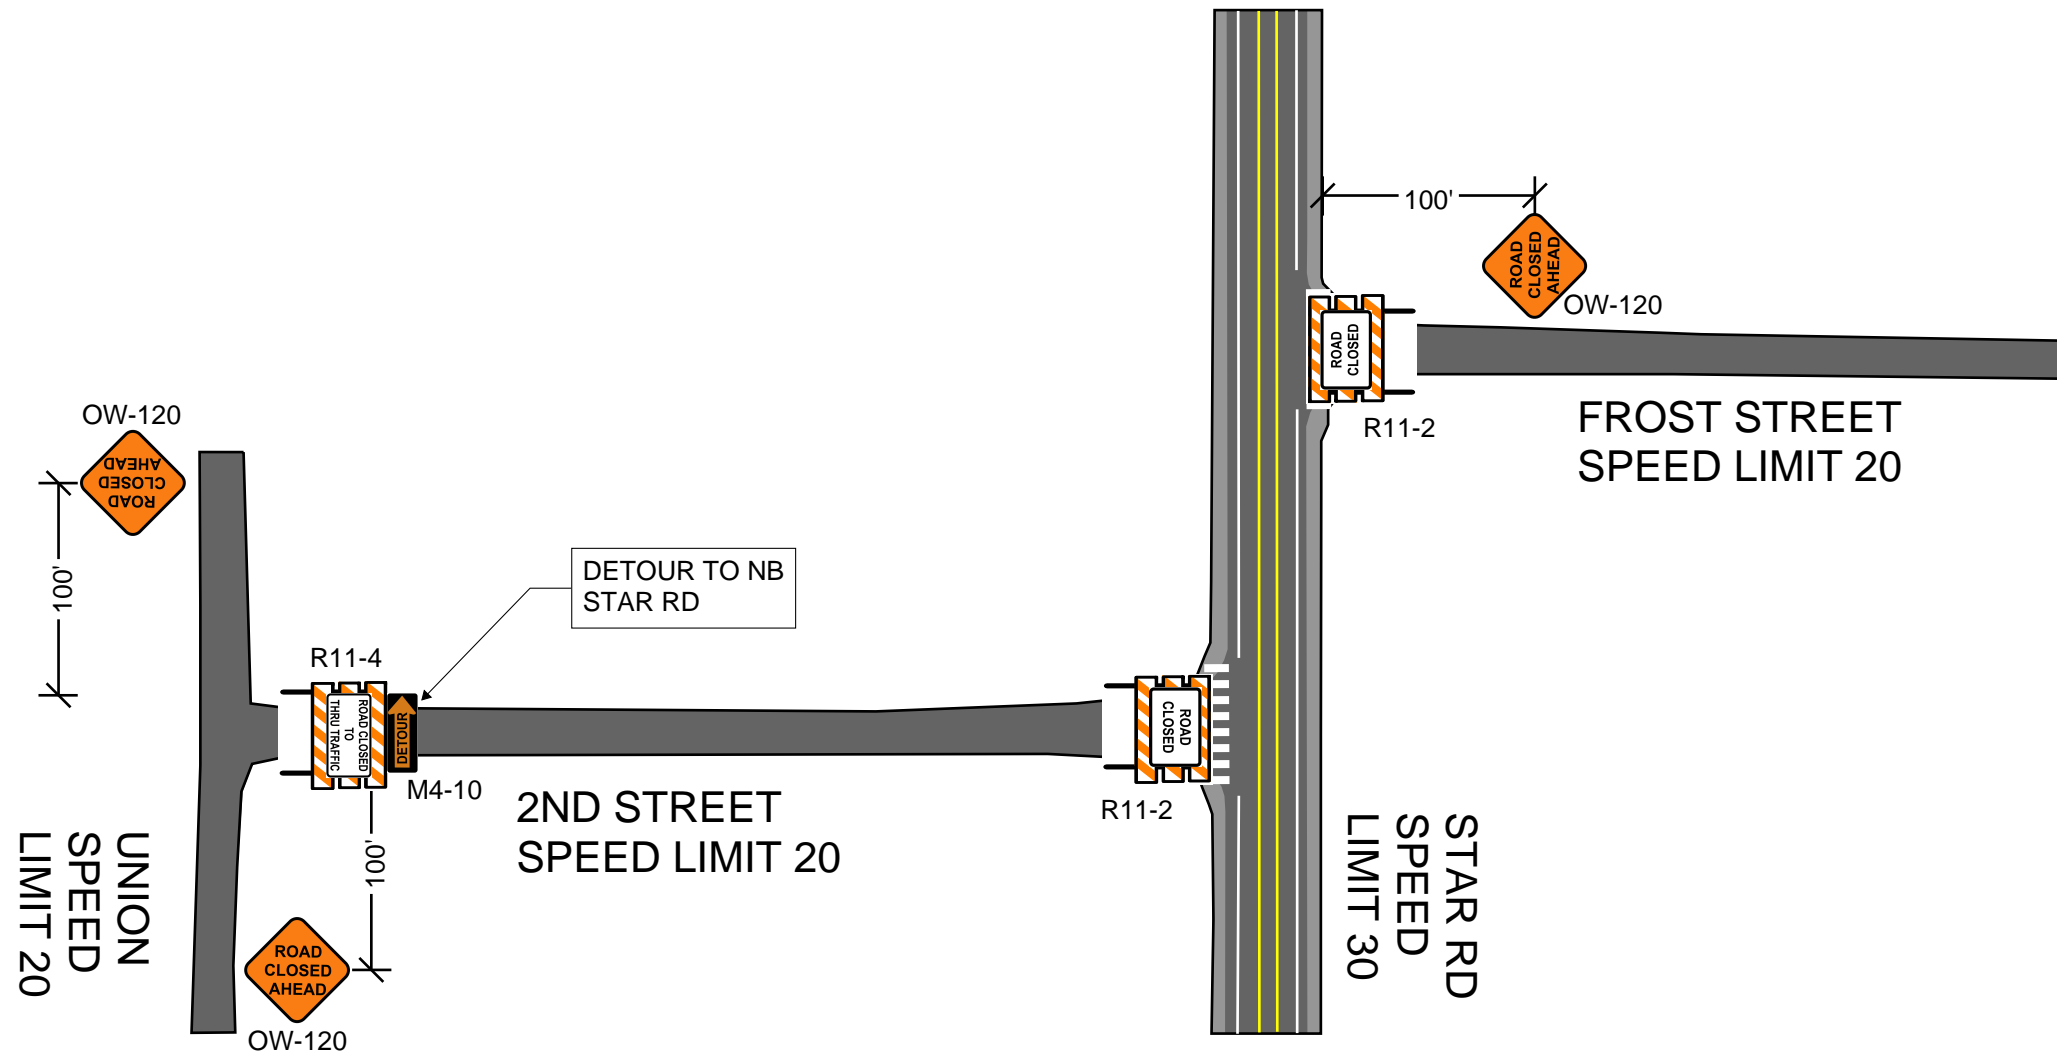 100'
ROAD
CLOSED
AHEAD
OW-120
ROAD
CLOSED
R11-2
FROST STREET
SPEED LIMIT 20
OW-120
ROAD
CLOSED
AHEAD
100'
DETOUR TO NB
STAR RD
R11-4
ROAD CLOSED
TO
THRU TRAFFIC
DETOUR
M4-10
2ND STREET
SPEED LIMIT 20
ROAD
CLOSED
R11-2
UNION
SPEED
LIMIT 20
100'
ROAD
CLOSED
AHEAD
OW-120
STAR RD
SPEED
LIMIT 30